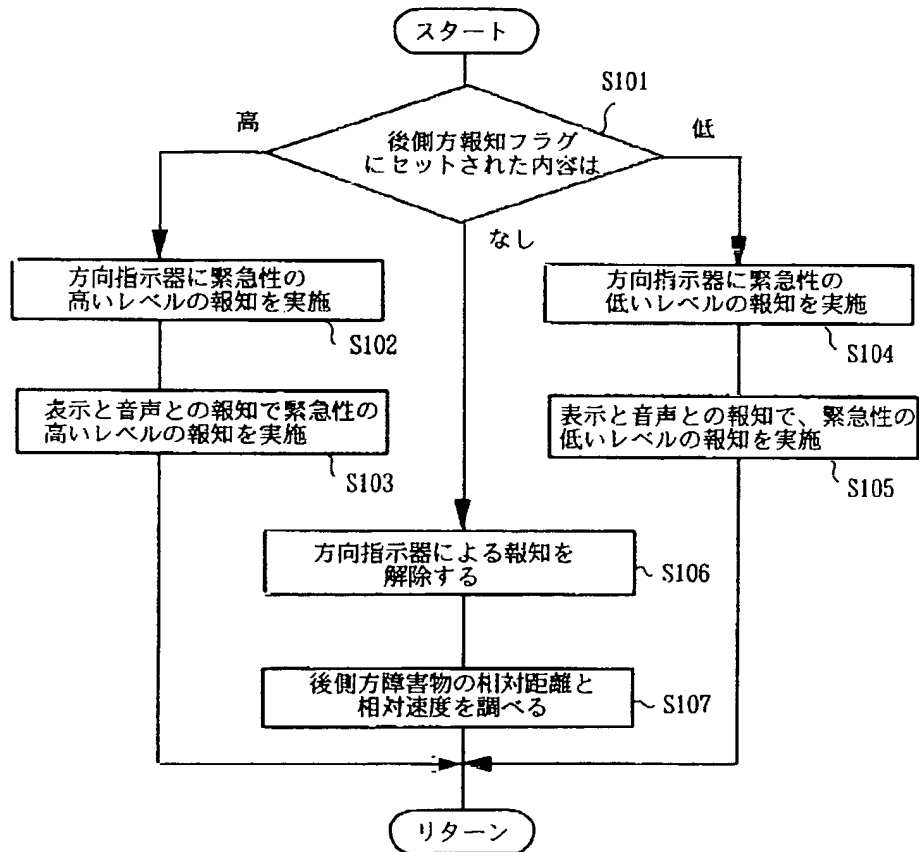 スタート
S101
高
低
後側方報知フラグ
にセットされた内容は
なし
方向指示器に緊急性の
高いレベルの報知を実施
S102
方向指示器に緊急性の
低いレベルの報知を実施
S104
表示と音声との報知で緊急性の
高いレベルの報知を実施
S103
表示と音声との報知で、緊急性の
低いレベルの報知を実施
S105
方向指示器による報知を
解除する
S106
後側方障害物の相対距離と
相対速度を調べる
S107
リターン